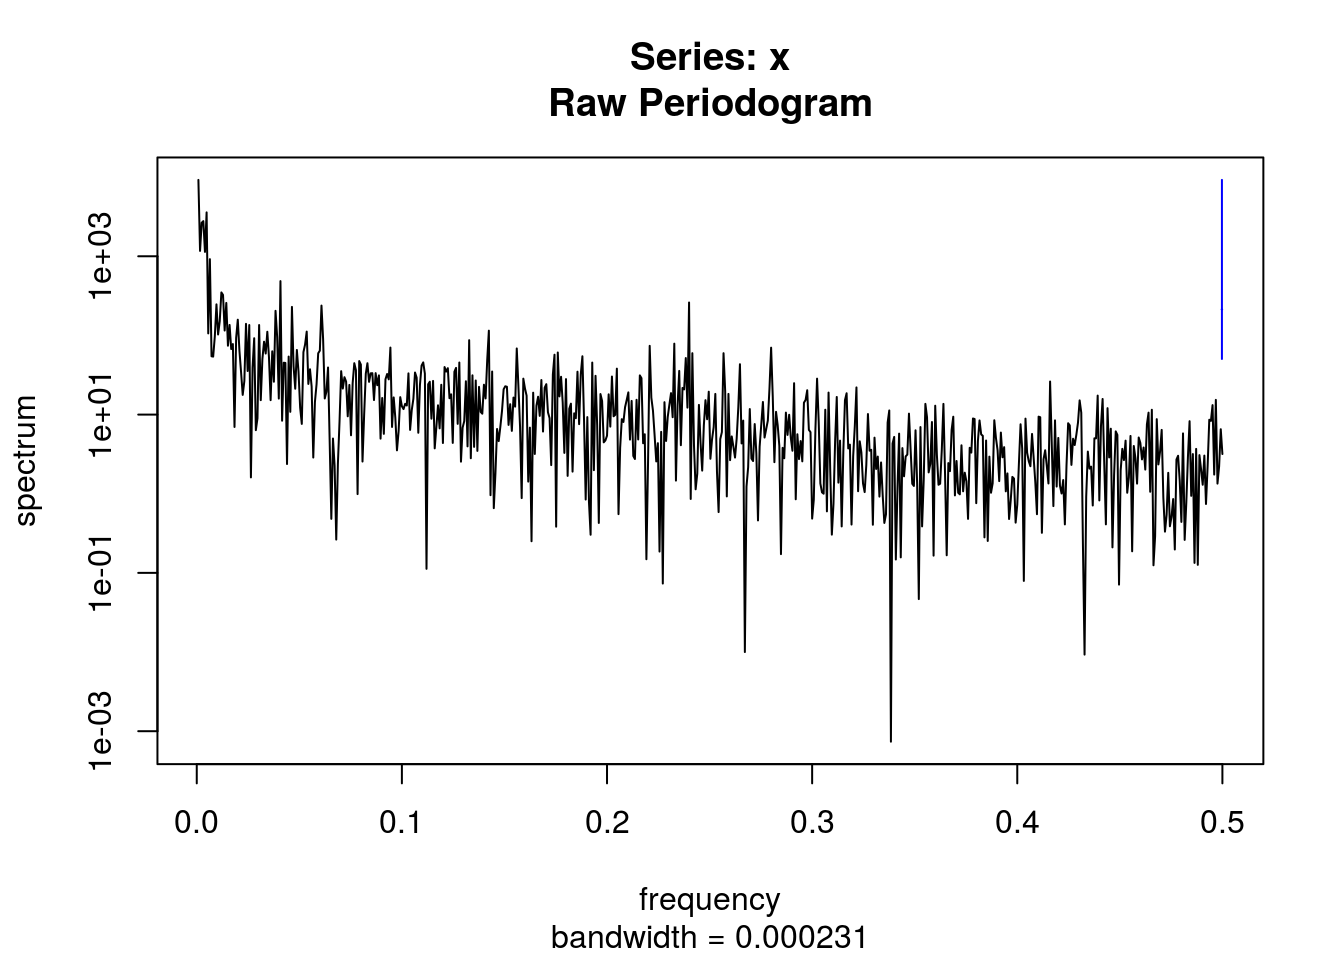 Series: x
Raw Periodogram
spectrum
1e+03
1e+01
1e-01
1e-03
0.0 0.1 0.2 0.3 0.4 0.5
frequency
bandwidth = 0.000231